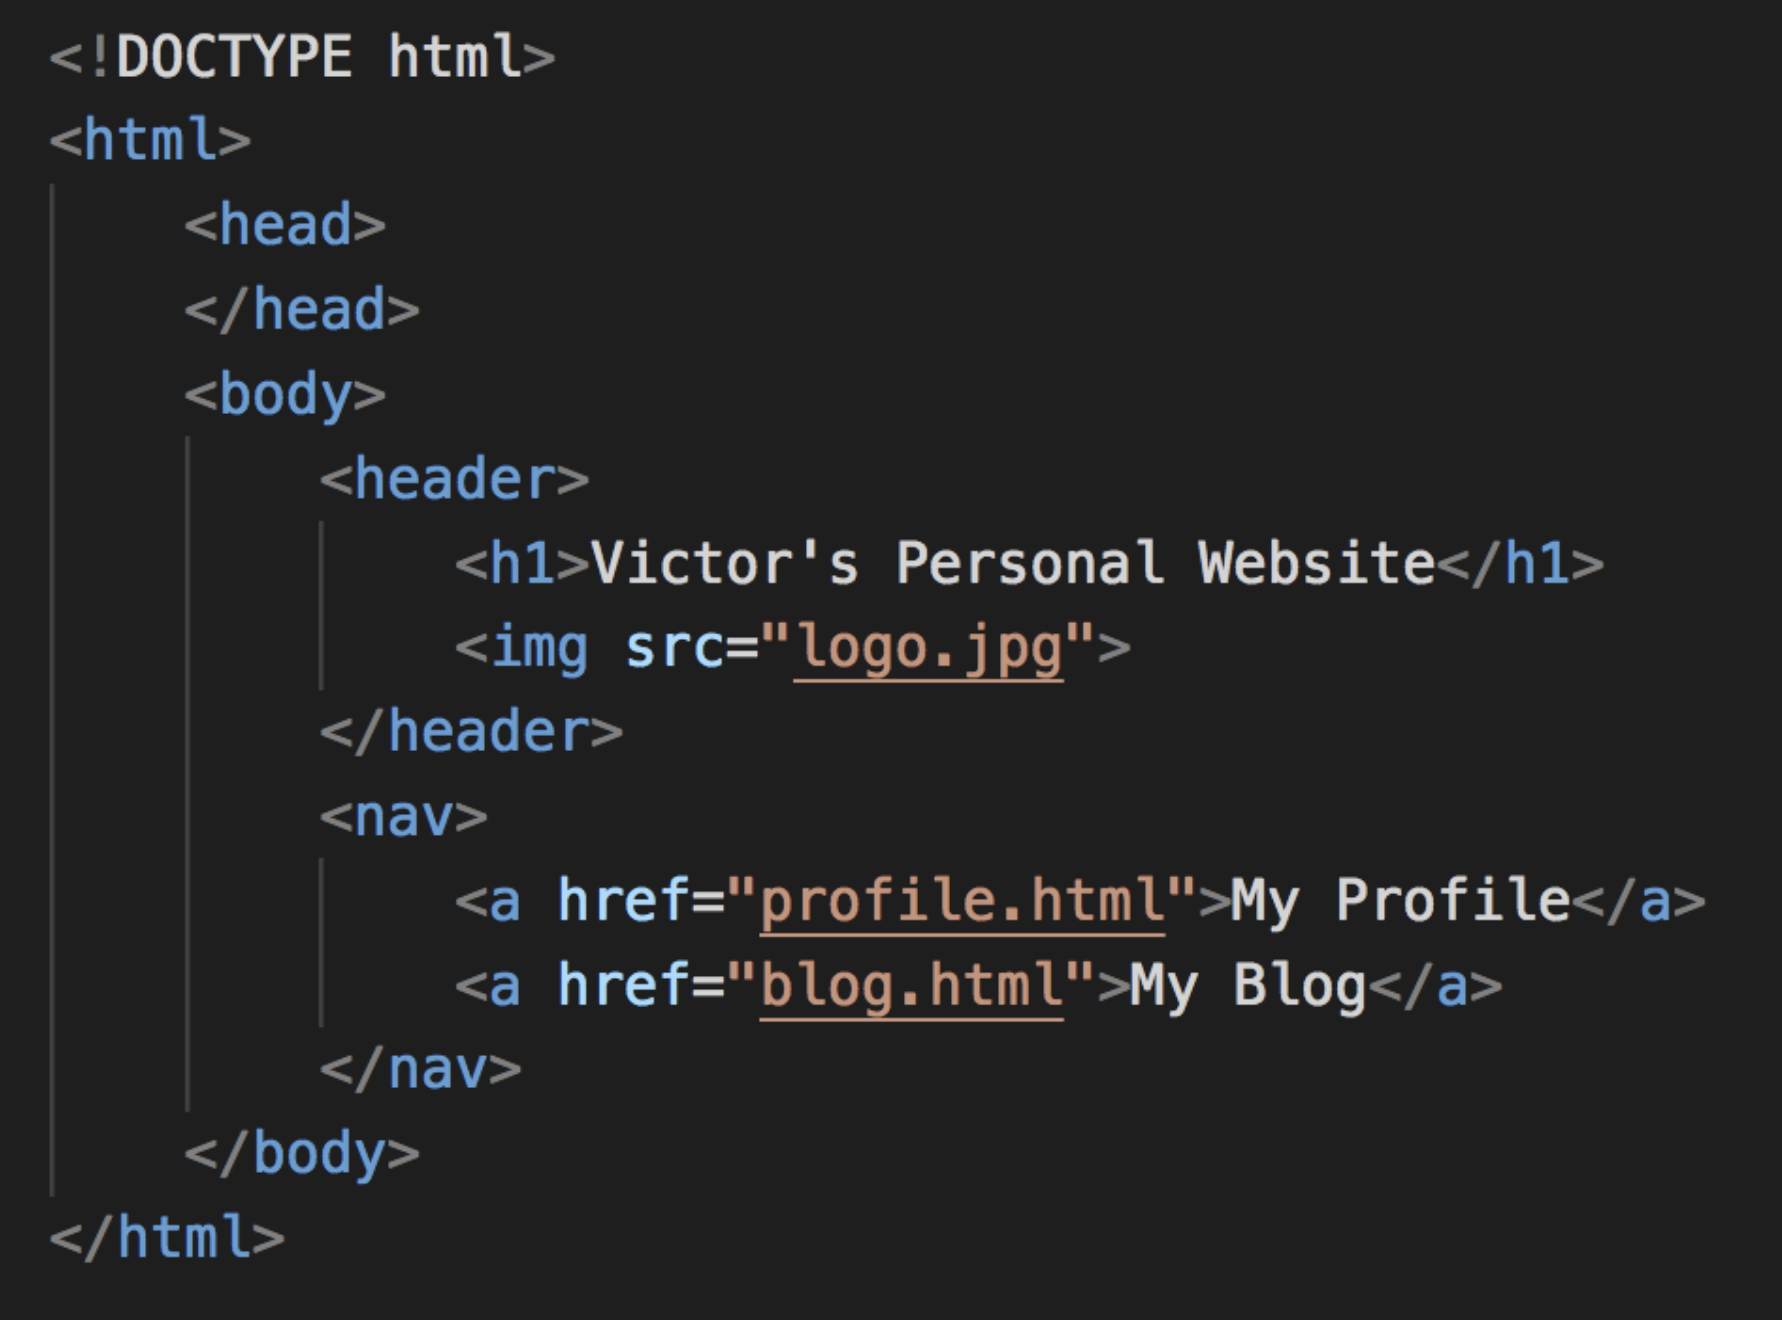 <!DOCTYPE html>
<html>
    <head>
    </head>
    <body>
        <header>
            <h1>Victor's Personal Website</h1>
            <img src="logo.jpg">
        </header>
        <nav>
            <a href="profile.html">My Profile</a>
            <a href="blog.html">My Blog</a>
        </nav>
    </body>
</html>